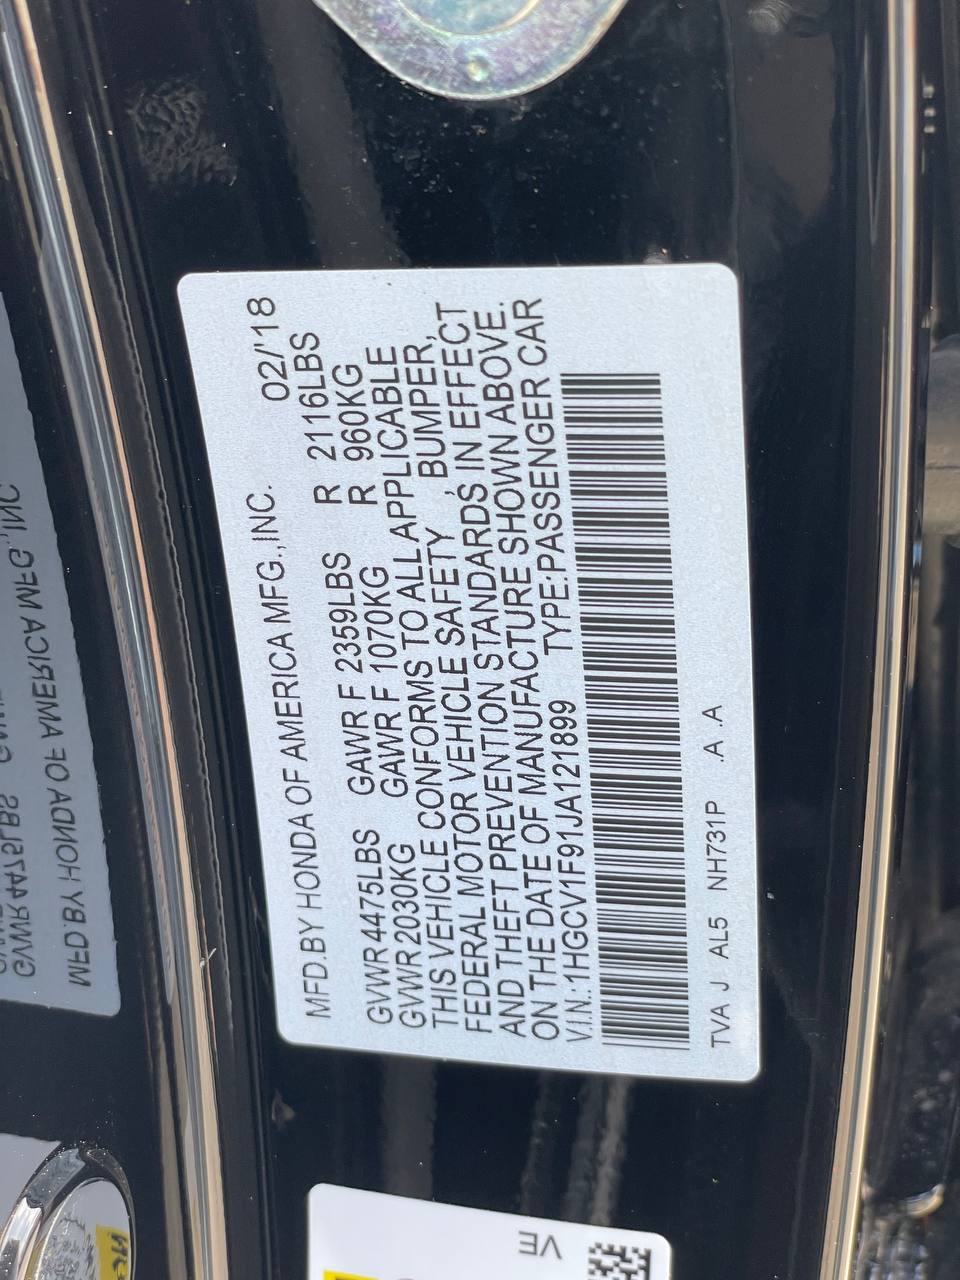 MFD.BY HONDA OF AMERICA MFG.,INC. 02/'18
GVWR 4475LBS GAWR F 2359LBS R 2116LBS
GVWR 2030KG GAWR F 1070KG R 960KG
THIS VEHICLE CONFORMS TO ALL APPLICABLE
FEDERAL MOTOR VEHICLE SAFETY , BUMPER,
AND THEFT PREVENTION STANDARDS IN EFFECT
ON THE DATE OF MANUFACTURE SHOWN ABOVE.
V.I.N.:1HGCV1F91JA121899 TYPE:PASSENGER CAR
TVA J AL5 NH731P .A .A
MFD.BY HONDA OF AMERICA MFG.,INC.
GVWR 4475LBS
VE